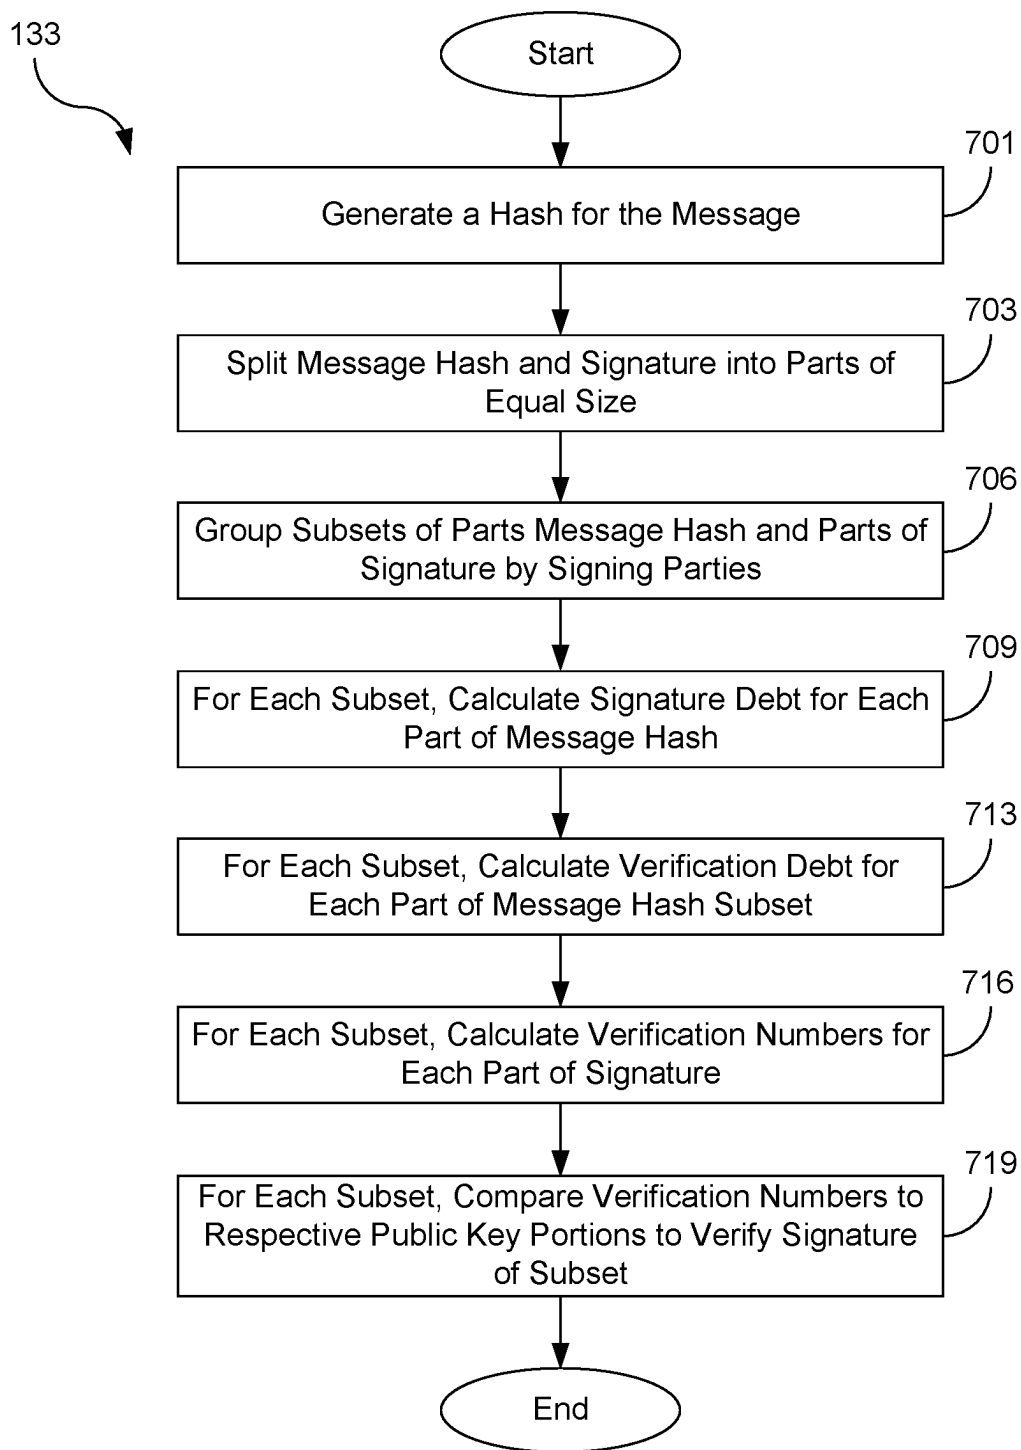 133
Start
701
Generate a Hash for the Message
703
Split Message Hash and Signature into Parts of
Equal Size
706
Group Subsets of Parts Message Hash and Parts of
Signature by Signing Parties
709
For Each Subset, Calculate Signature Debt for Each
Part of Message Hash
713
For Each Subset, Calculate Verification Debt for
Each Part of Message Hash Subset
716
For Each Subset, Calculate Verification Numbers for
Each Part of Signature
719
For Each Subset, Compare Verification Numbers to
Respective Public Key Portions to Verify Signature
of Subset
End